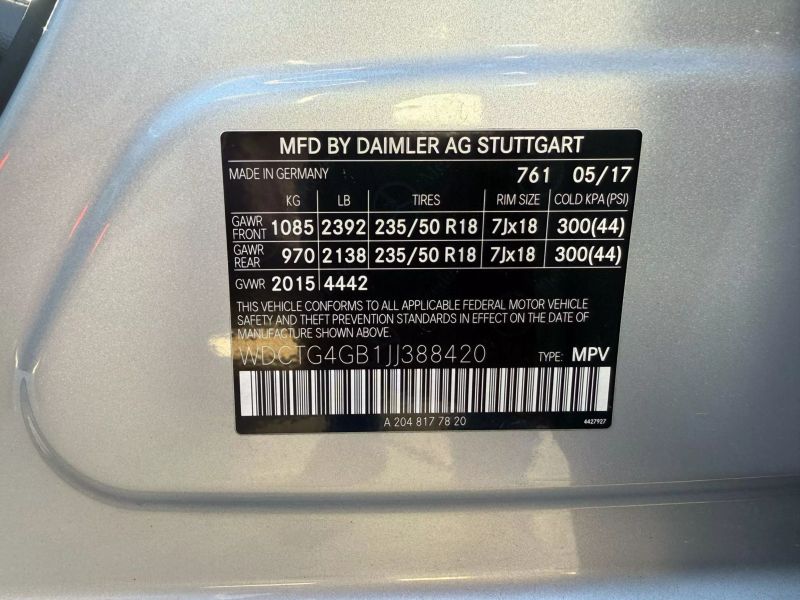 MFD BY DAIMLER AG STUTTGART
MADE IN GERMANY 761 05/17
KG LB TIRES RIM SIZE COLD KPA (PSI)
GAWR FRONT 1085 2392 235/50 R18 7Jx18 300(44)
GAWR REAR 970 2138 235/50 R18 7Jx18 300(44)
GVWR 2015 4442
THIS VEHICLE CONFORMS TO ALL APPLICABLE FEDERAL MOTOR VEHICLE
SAFETY AND THEFT PREVENTION STANDARDS IN EFFECT ON THE DATE OF
MANUFACTURE SHOWN ABOVE.
WDCTG4GB1JJ388420 TYPE: MPV
A 204 817 78 20 4427927